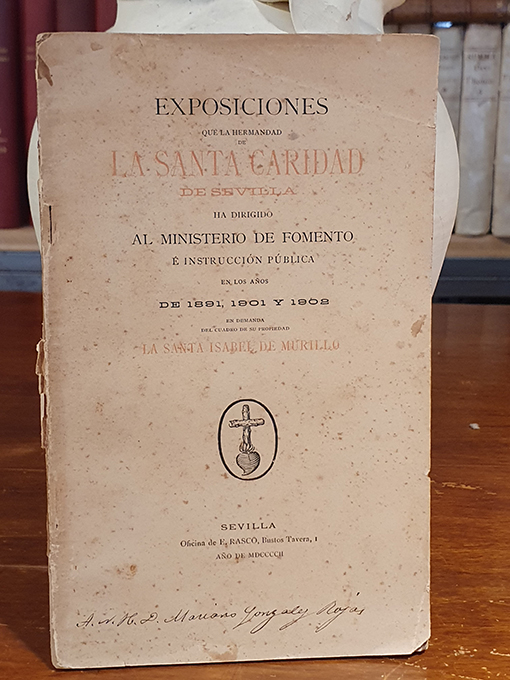 EXPOSICIONES
QUE LA HERMANDAD
DE
LA SANTA CARIDAD
DE SEVILLA
HA DIRIGIDO
AL MINISTERIO DE FOMENTO
É INSTRUCCIÓN PÚBLICA
EN LOS AÑOS
DE 1891, 1901 Y 1902
EN DEMANDA
DEL CUADRO DE SU PROPIEDAD
LA SANTA ISABEL DE MURILLO
SEVILLA
Oficina de E. RASCO, Bustos Tavera, 1
AÑO DE MDCCCCII
A. N. H. D. Mariano Gonzalez Rojas